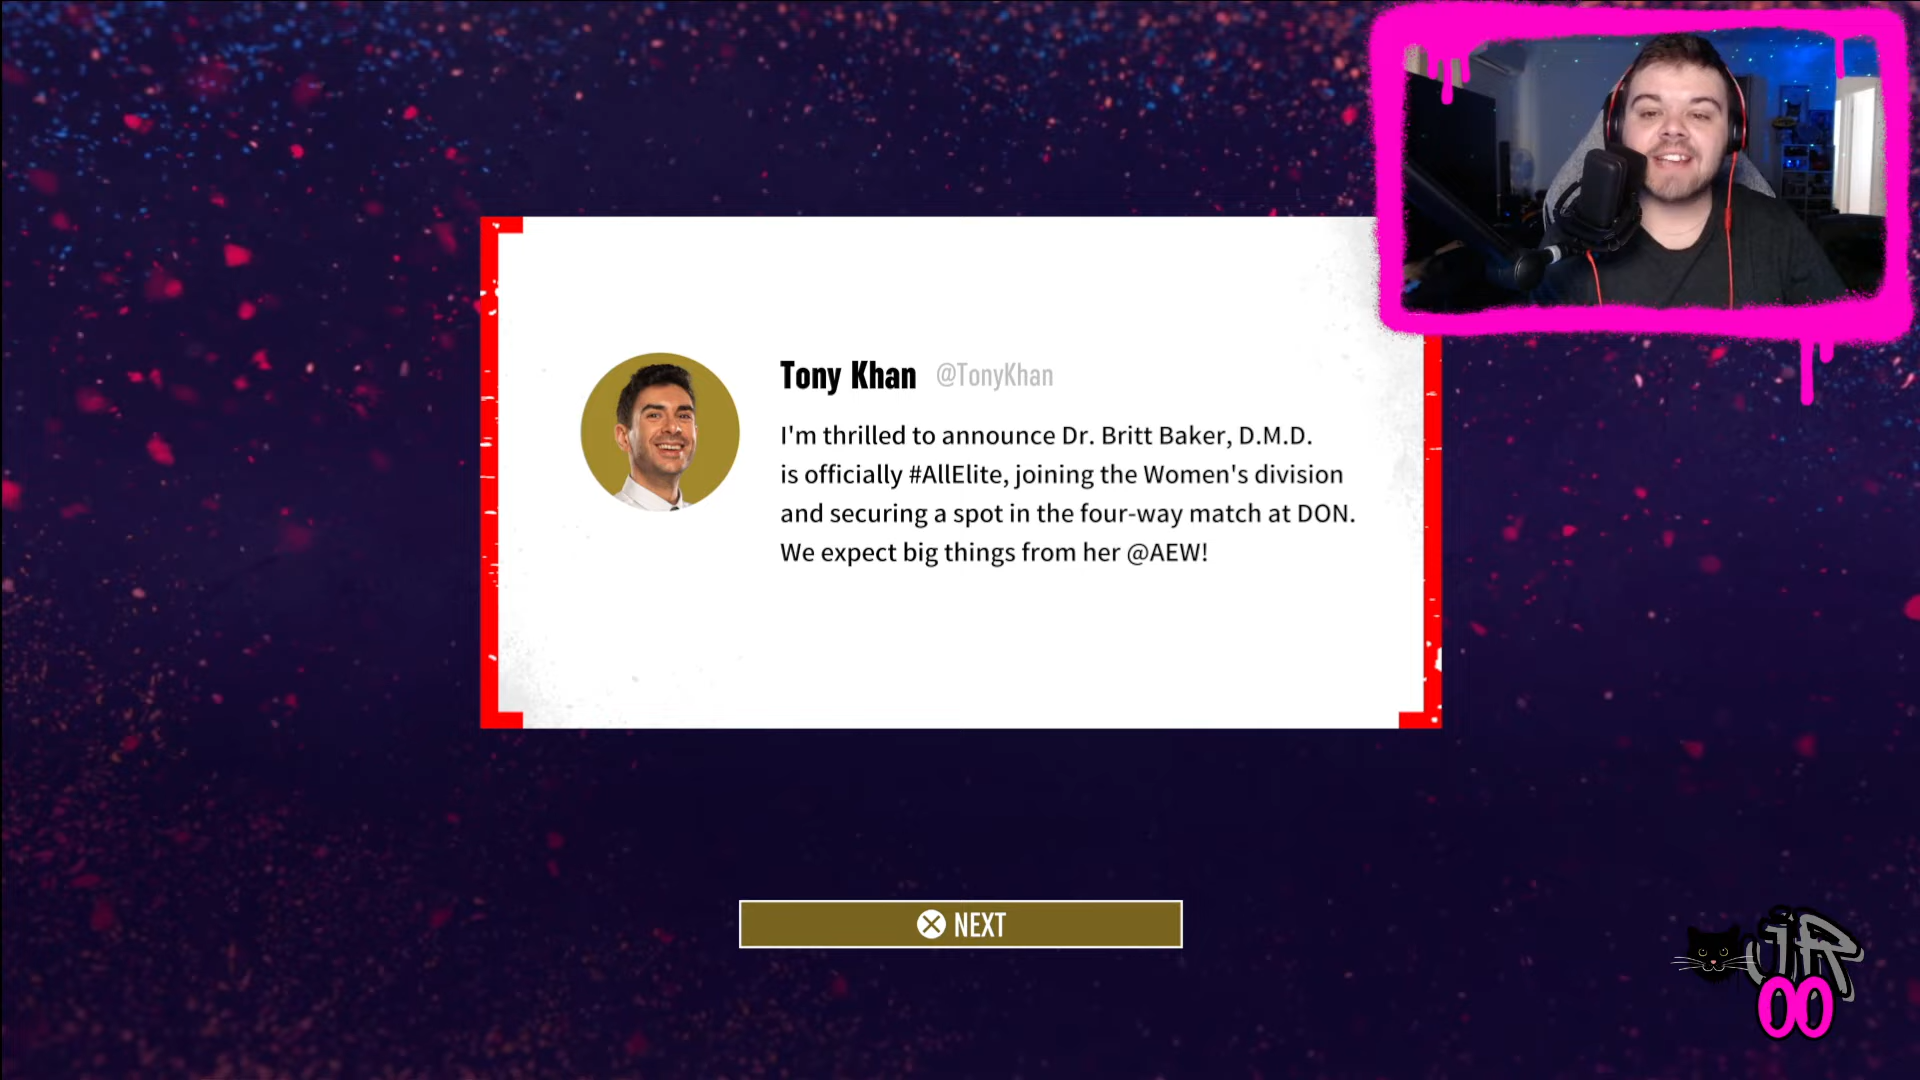 Tony Khan @TonyKhan
I'm thrilled to announce Dr. Britt Baker, D.M.D.
is officially #AllElite, joining the Women's division
and securing a spot in the four-way match at DON.
We expect big things from her @AEW!
NEXT
JR
00